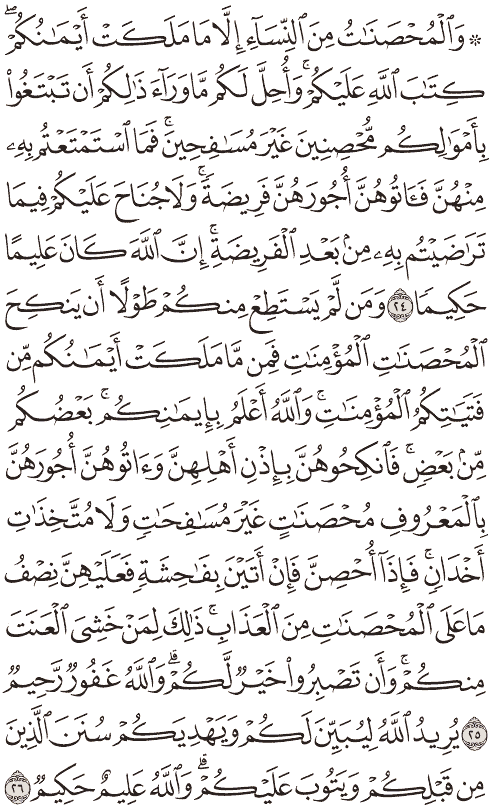 ۞ وَٱلْمُحْصَنَـٰتُ مِنَ ٱلنِّسَآءِ إِلَّا مَا مَلَكَتْ أَيْمَـٰنُكُمْ ۖ
كِتَـٰبَ ٱللَّهِ عَلَيْكُمْ ۚ وَأُحِلَّ لَكُم مَّا وَرَآءَ ذَٰلِكُمْ أَن تَبْتَغُوا۟
بِأَمْوَٰلِكُم مُّحْصِنِينَ غَيْرَ مُسَـٰفِحِينَ ۚ فَمَا ٱسْتَمْتَعْتُم بِهِۦ
مِنْهُنَّ فَـَٔاتُوهُنَّ أُجُورَهُنَّ فَرِيضَةً ۚ وَلَا جُنَاحَ عَلَيْكُمْ فِيمَا
تَرَٰضَيْتُم بِهِۦ مِنۢ بَعْدِ ٱلْفَرِيضَةِ ۚ إِنَّ ٱللَّهَ كَانَ عَلِيمًا
حَكِيمًا ٢٤ وَمَن لَّمْ يَسْتَطِعْ مِنكُمْ طَوْلًا أَن يَنكِحَ
ٱلْمُحْصَنَـٰتِ ٱلْمُؤْمِنَـٰتِ فَمِن مَّا مَلَكَتْ أَيْمَـٰنُكُم مِّن
فَتَيَـٰتِكُمُ ٱلْمُؤْمِنَـٰتِ ۚ وَٱللَّهُ أَعْلَمُ بِإِيمَـٰنِكُم ۚ بَعْضُكُم
مِّنۢ بَعْضٍ ۚ فَٱنكِحُوهُنَّ بِإِذْنِ أَهْلِهِنَّ وَءَاتُوهُنَّ أُجُورَهُنَّ
بِٱلْمَعْرُوفِ مُحْصَنَـٰتٍ غَيْرَ مُسَـٰفِحَـٰتٍ وَلَا مُتَّخِذَٰتِ
أَخْدَانٍ ۚ فَإِذَآ أُحْصِنَّ فَإِنْ أَتَيْنَ بِفَـٰحِشَةٍ فَعَلَيْهِنَّ نِصْفُ
مَا عَلَى ٱلْمُحْصَنَـٰتِ مِنَ ٱلْعَذَابِ ۚ ذَٰلِكَ لِمَنْ خَشِىَ ٱلْعَنَتَ
مِنكُمْ ۚ وَأَن تَصْبِرُوا۟ خَيْرٌ لَّكُمْ ۗ وَٱللَّهُ غَفُورٌ رَّحِيمٌ
٢٥ يُرِيدُ ٱللَّهُ لِيُبَيِّنَ لَكُمْ وَيَهْدِيَكُمْ سُنَنَ ٱلَّذِينَ
مِن قَبْلِكُمْ وَيَتُوبَ عَلَيْكُمْ ۗ وَٱللَّهُ عَلِيمٌ حَكِيمٌ ٢٦